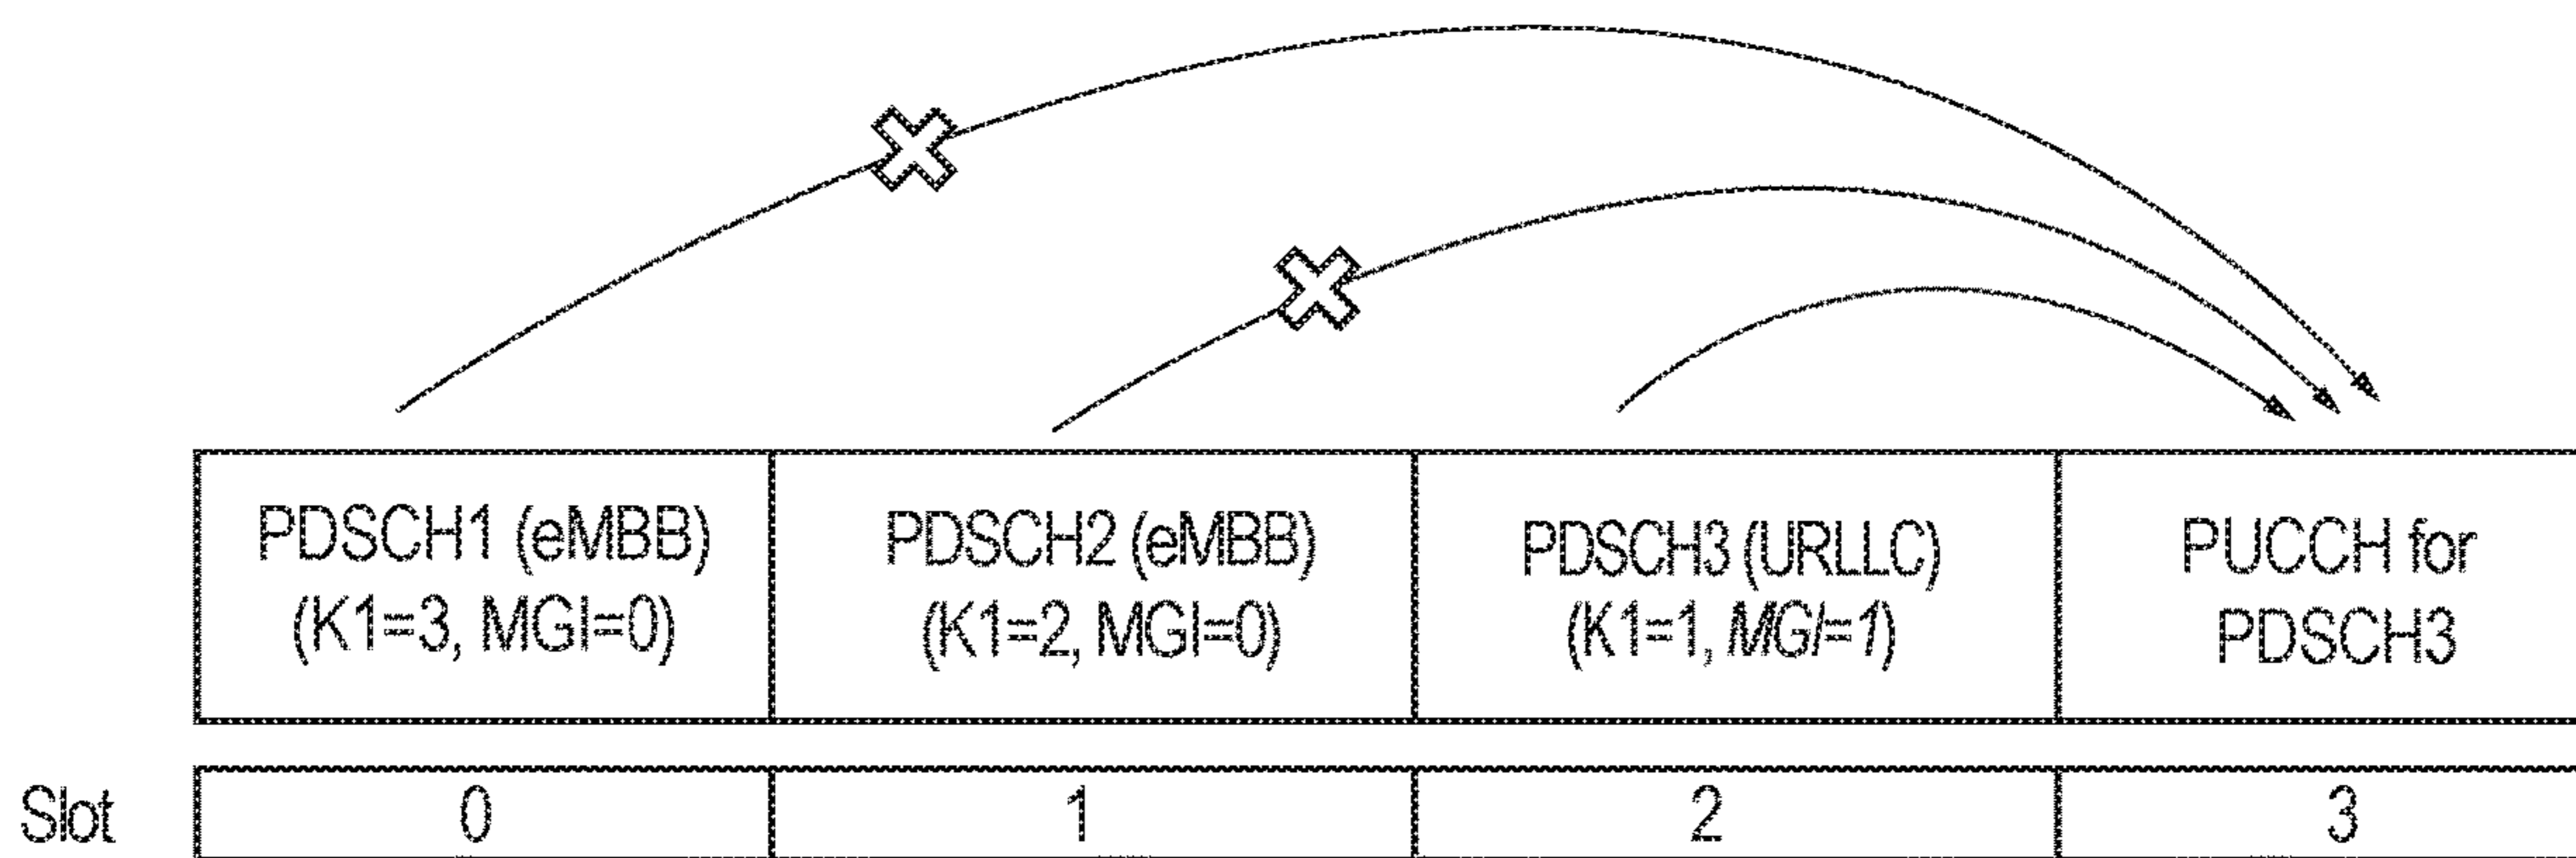 PDSCH1 (eMBB)
(K1=3, MGI=0)
PDSCH2 (eMBB)
(K1=2, MGI=0)
PDSCH3 (URLLC)
(K1=1, MGI=1)
PUCCH for
PDSCH3
Slot 0 1 2 3